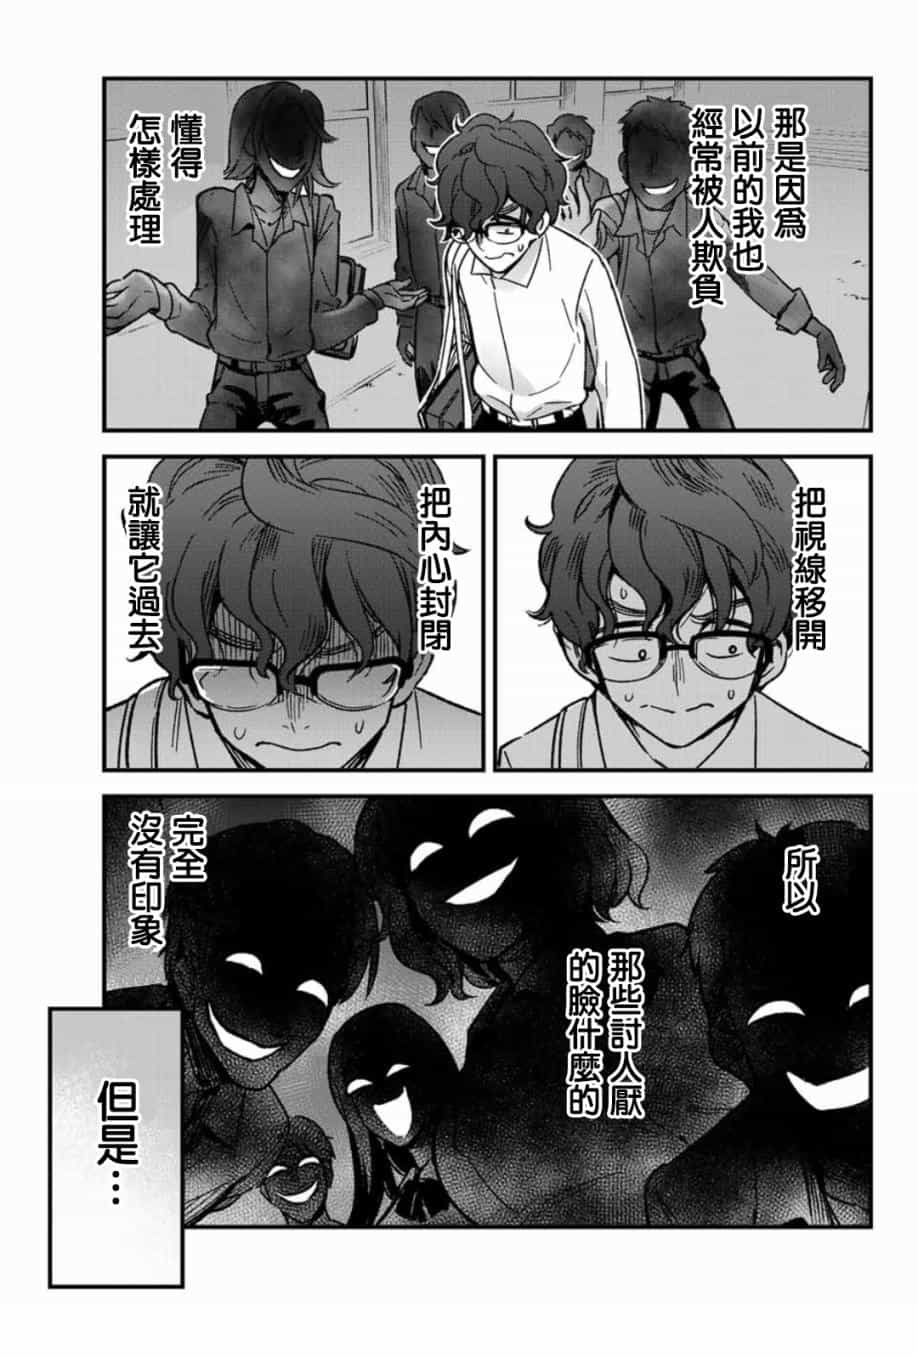 那是因為
以前的我也
經常被人欺負
懂得
怎樣處理
把視線移開
把內心封閉
就讓它過去
所以
那些討人厭
的臉什麼的
完全
沒有印象
但是…